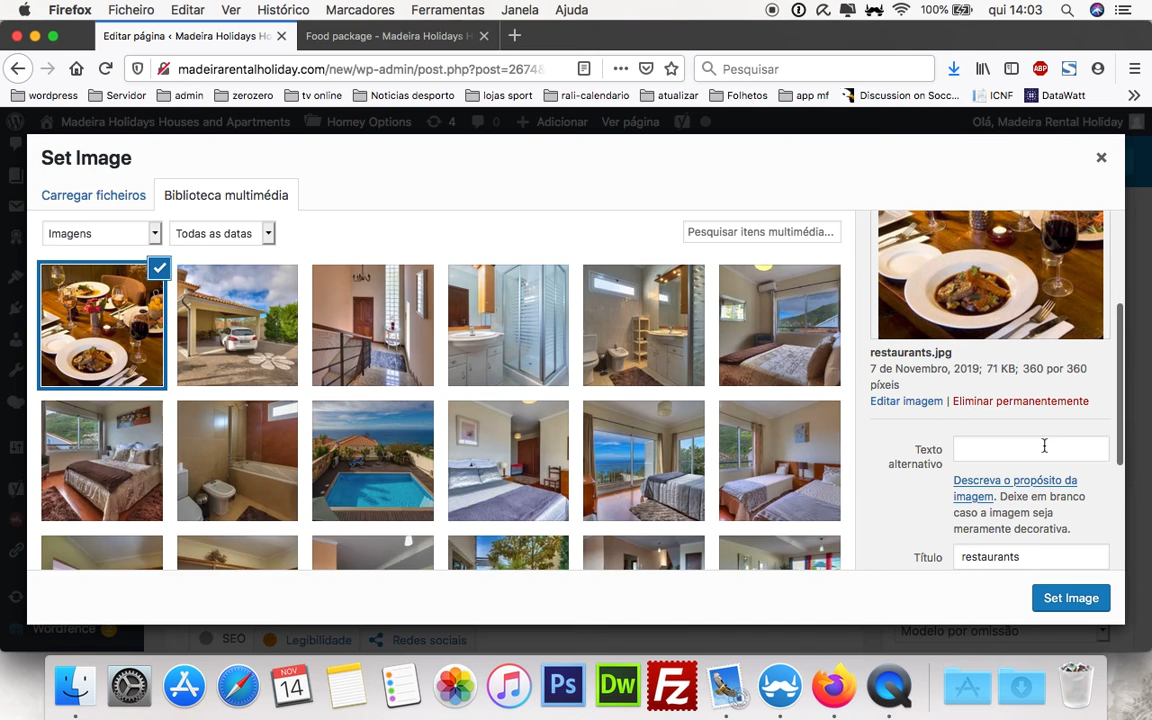 Firefox Ficheiro Editar Ver Histórico Marcadores Ferramentas Janela Ajuda 100% qui 14:03
Editar página ‹ Madeira Holidays Ho Food package - Madeira Holidays H
madeirarentalholiday.com/new/wp-admin/post.php?post=2674& Pesquisar
wordpress Servidor admin zerozero tv online Noticias desporto lojas sport rali-calendario atualizar Folhetos app mf Discussion on Socc... ICNF DataWatt
Madeira Holidays Houses and Apartments Homey Options 4 0 Adicionar Ver página Olá, Madeira Rental Holiday
Set Image
Carregar ficheiros Biblioteca multimédia
Imagens Todas as datas Pesquisar itens multimédia...
restaurants.jpg
7 de Novembro, 2019; 71 KB; 360 por 360
píxeis
Editar imagem | Eliminar permanentemente
Texto
alternativo
Descreva o propósito da
imagem. Deixe em branco
caso a imagem seja
meramente decorativa.
Título restaurants
Set Image
Wordfence SEO Legibilidade Redes sociais Modelo por omissão
NOV
14 Ps Dw Fz